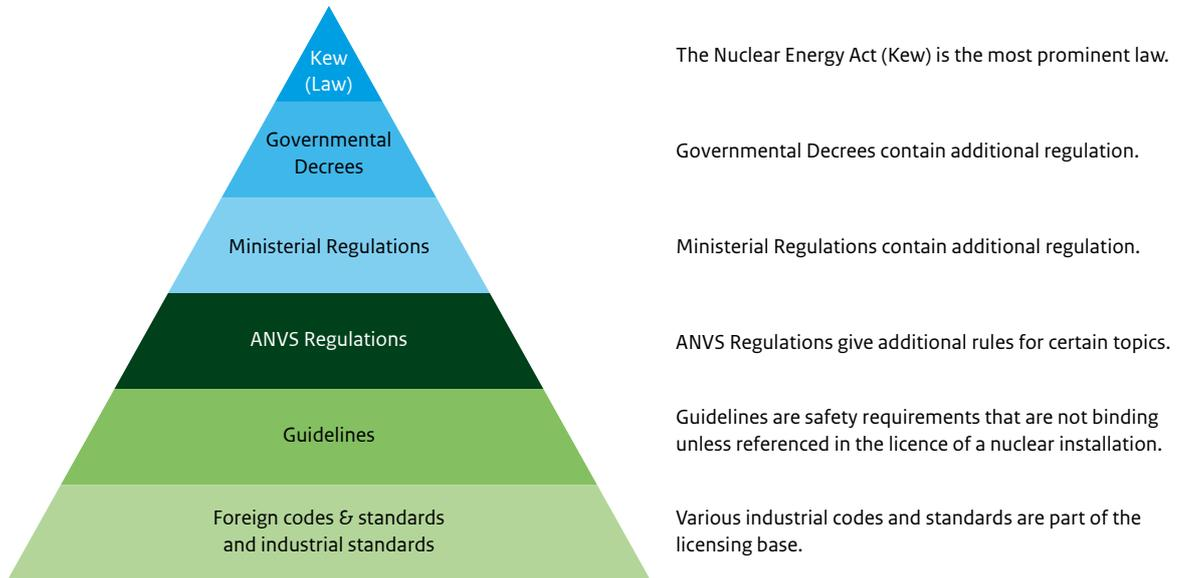 Kew
(Law)
The Nuclear Energy Act (Kew) is the most prominent law.
Governmental
Decrees
Governmental Decrees contain additional regulation.
Ministerial Regulations
Ministerial Regulations contain additional regulation.
ANVS Regulations
ANVS Regulations give additional rules for certain topics.
Guidelines
Guidelines are safety requirements that are not binding
unless referenced in the licence of a nuclear installation.
Foreign codes & standards
and industrial standards
Various industrial codes and standards are part of the
licensing base.